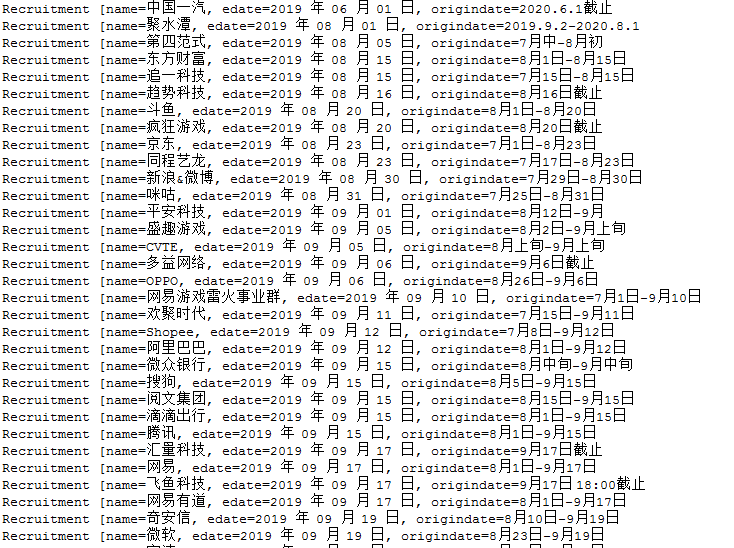 Recruitment [name=中国一汽, edate=2019 年 06 月 01 日, origindate=2020.6.1截止
Recruitment [name=聚水潭, edate=2019 年 08 月 01 日, origindate=2019.9.2-2020.8.1
Recruitment [name=第四范式, edate=2019 年 08 月 05 日, origindate=7月中-8月初
Recruitment [name=东方财富, edate=2019 年 08 月 15 日, origindate=8月1日-8月15日
Recruitment [name=追一科技, edate=2019 年 08 月 15 日, origindate=7月15日-8月15日
Recruitment [name=趋势科技, edate=2019 年 08 月 16 日, origindate=8月16日截止
Recruitment [name=斗鱼, edate=2019 年 08 月 20 日, origindate=8月1日-8月20日
Recruitment [name=疯狂游戏, edate=2019 年 08 月 20 日, origindate=8月20日截止
Recruitment [name=京东, edate=2019 年 08 月 23 日, origindate=7月1日-8月23日
Recruitment [name=同程艺龙, edate=2019 年 08 月 23 日, origindate=7月17日-8月23日
Recruitment [name=新浪&微博, edate=2019 年 08 月 30 日, origindate=7月29日-8月30日
Recruitment [name=咪咕, edate=2019 年 08 月 31 日, origindate=7月25日-8月31日
Recruitment [name=平安科技, edate=2019 年 09 月 01 日, origindate=8月12日-9月
Recruitment [name=盛趣游戏, edate=2019 年 09 月 05 日, origindate=8月2日-9月上旬
Recruitment [name=CVTE, edate=2019 年 09 月 05 日, origindate=8月上旬-9月上旬
Recruitment [name=多益网络, edate=2019 年 09 月 06 日, origindate=9月6日截止
Recruitment [name=OPPO, edate=2019 年 09 月 06 日, origindate=8月26日-9月6日
Recruitment [name=网易游戏雷火事业群, edate=2019 年 09 月 10 日, origindate=7月1日-9月10日
Recruitment [name=欢聚时代, edate=2019 年 09 月 11 日, origindate=7月15日-9月11日
Recruitment [name=Shopee, edate=2019 年 09 月 12 日, origindate=7月8日-9月12日
Recruitment [name=阿里巴巴, edate=2019 年 09 月 12 日, origindate=8月1日-9月12日
Recruitment [name=微众银行, edate=2019 年 09 月 15 日, origindate=8月中旬-9月中旬
Recruitment [name=搜狗, edate=2019 年 09 月 15 日, origindate=8月5日-9月15日
Recruitment [name=阅文集团, edate=2019 年 09 月 15 日, origindate=8月15日-9月15日
Recruitment [name=滴滴出行, edate=2019 年 09 月 15 日, origindate=8月1日-9月15日
Recruitment [name=腾讯, edate=2019 年 09 月 15 日, origindate=8月1日-9月15日
Recruitment [name=汇量科技, edate=2019 年 09 月 17 日, origindate=9月17日截止
Recruitment [name=网易, edate=2019 年 09 月 17 日, origindate=8月1日-9月17日
Recruitment [name=飞鱼科技, edate=2019 年 09 月 17 日, origindate=9月17日 18:00截止
Recruitment [name=网易有道, edate=2019 年 09 月 17 日, origindate=8月1日-9月17日
Recruitment [name=奇安信, edate=2019 年 09 月 19 日, origindate=8月10日-9月19日
Recruitment [name=微软, edate=2019 年 09 月 19 日, origindate=8月23日-9月19日